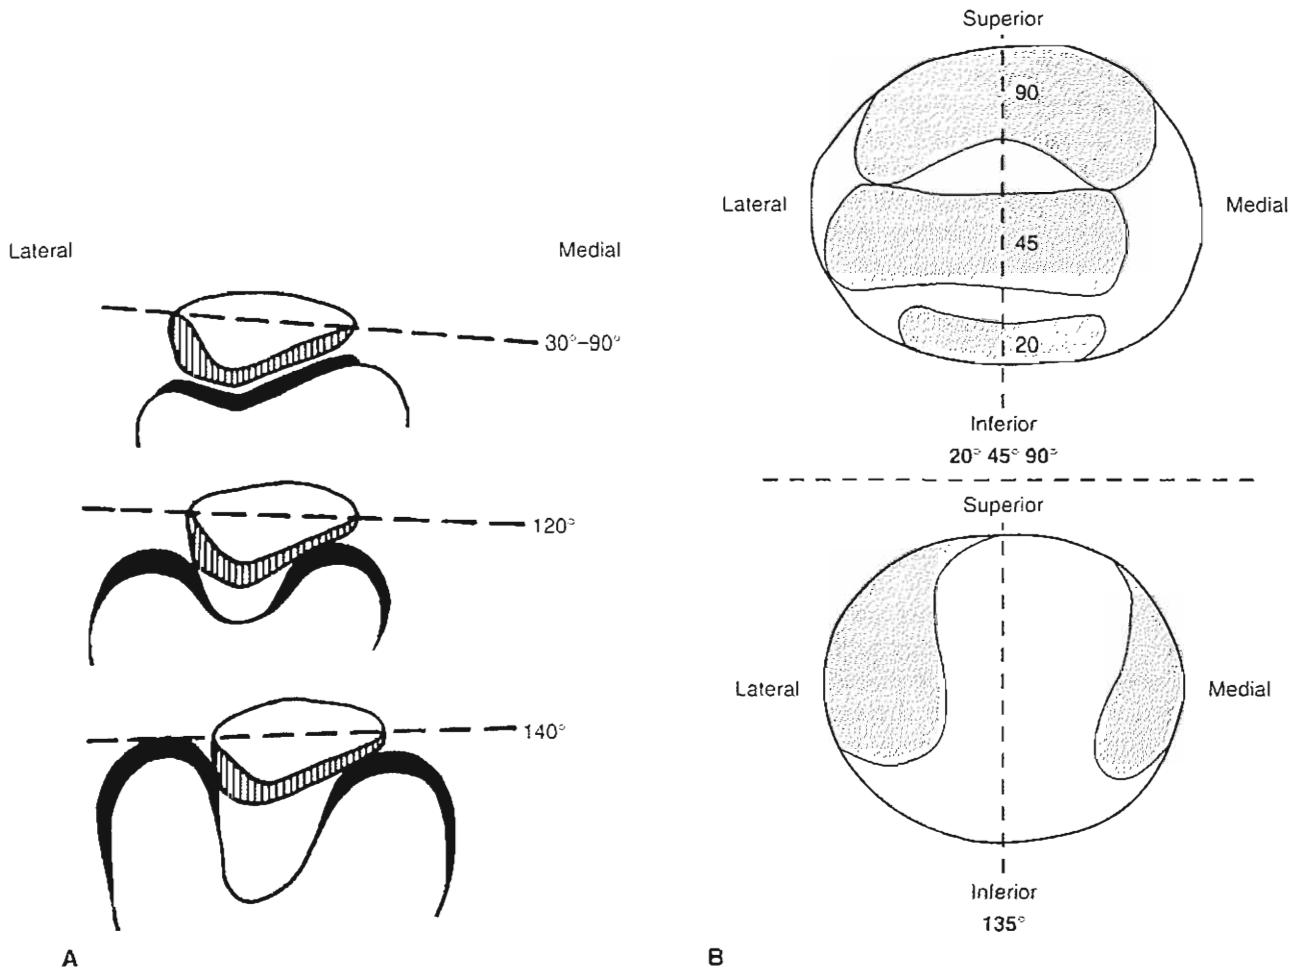 Lateral
Medial
30°–90°
120°
140°
A
Superior
90
Lateral
Medial
45
20
Inferior
20° 45° 90°
Superior
Lateral
Medial
Inferior
135°
B